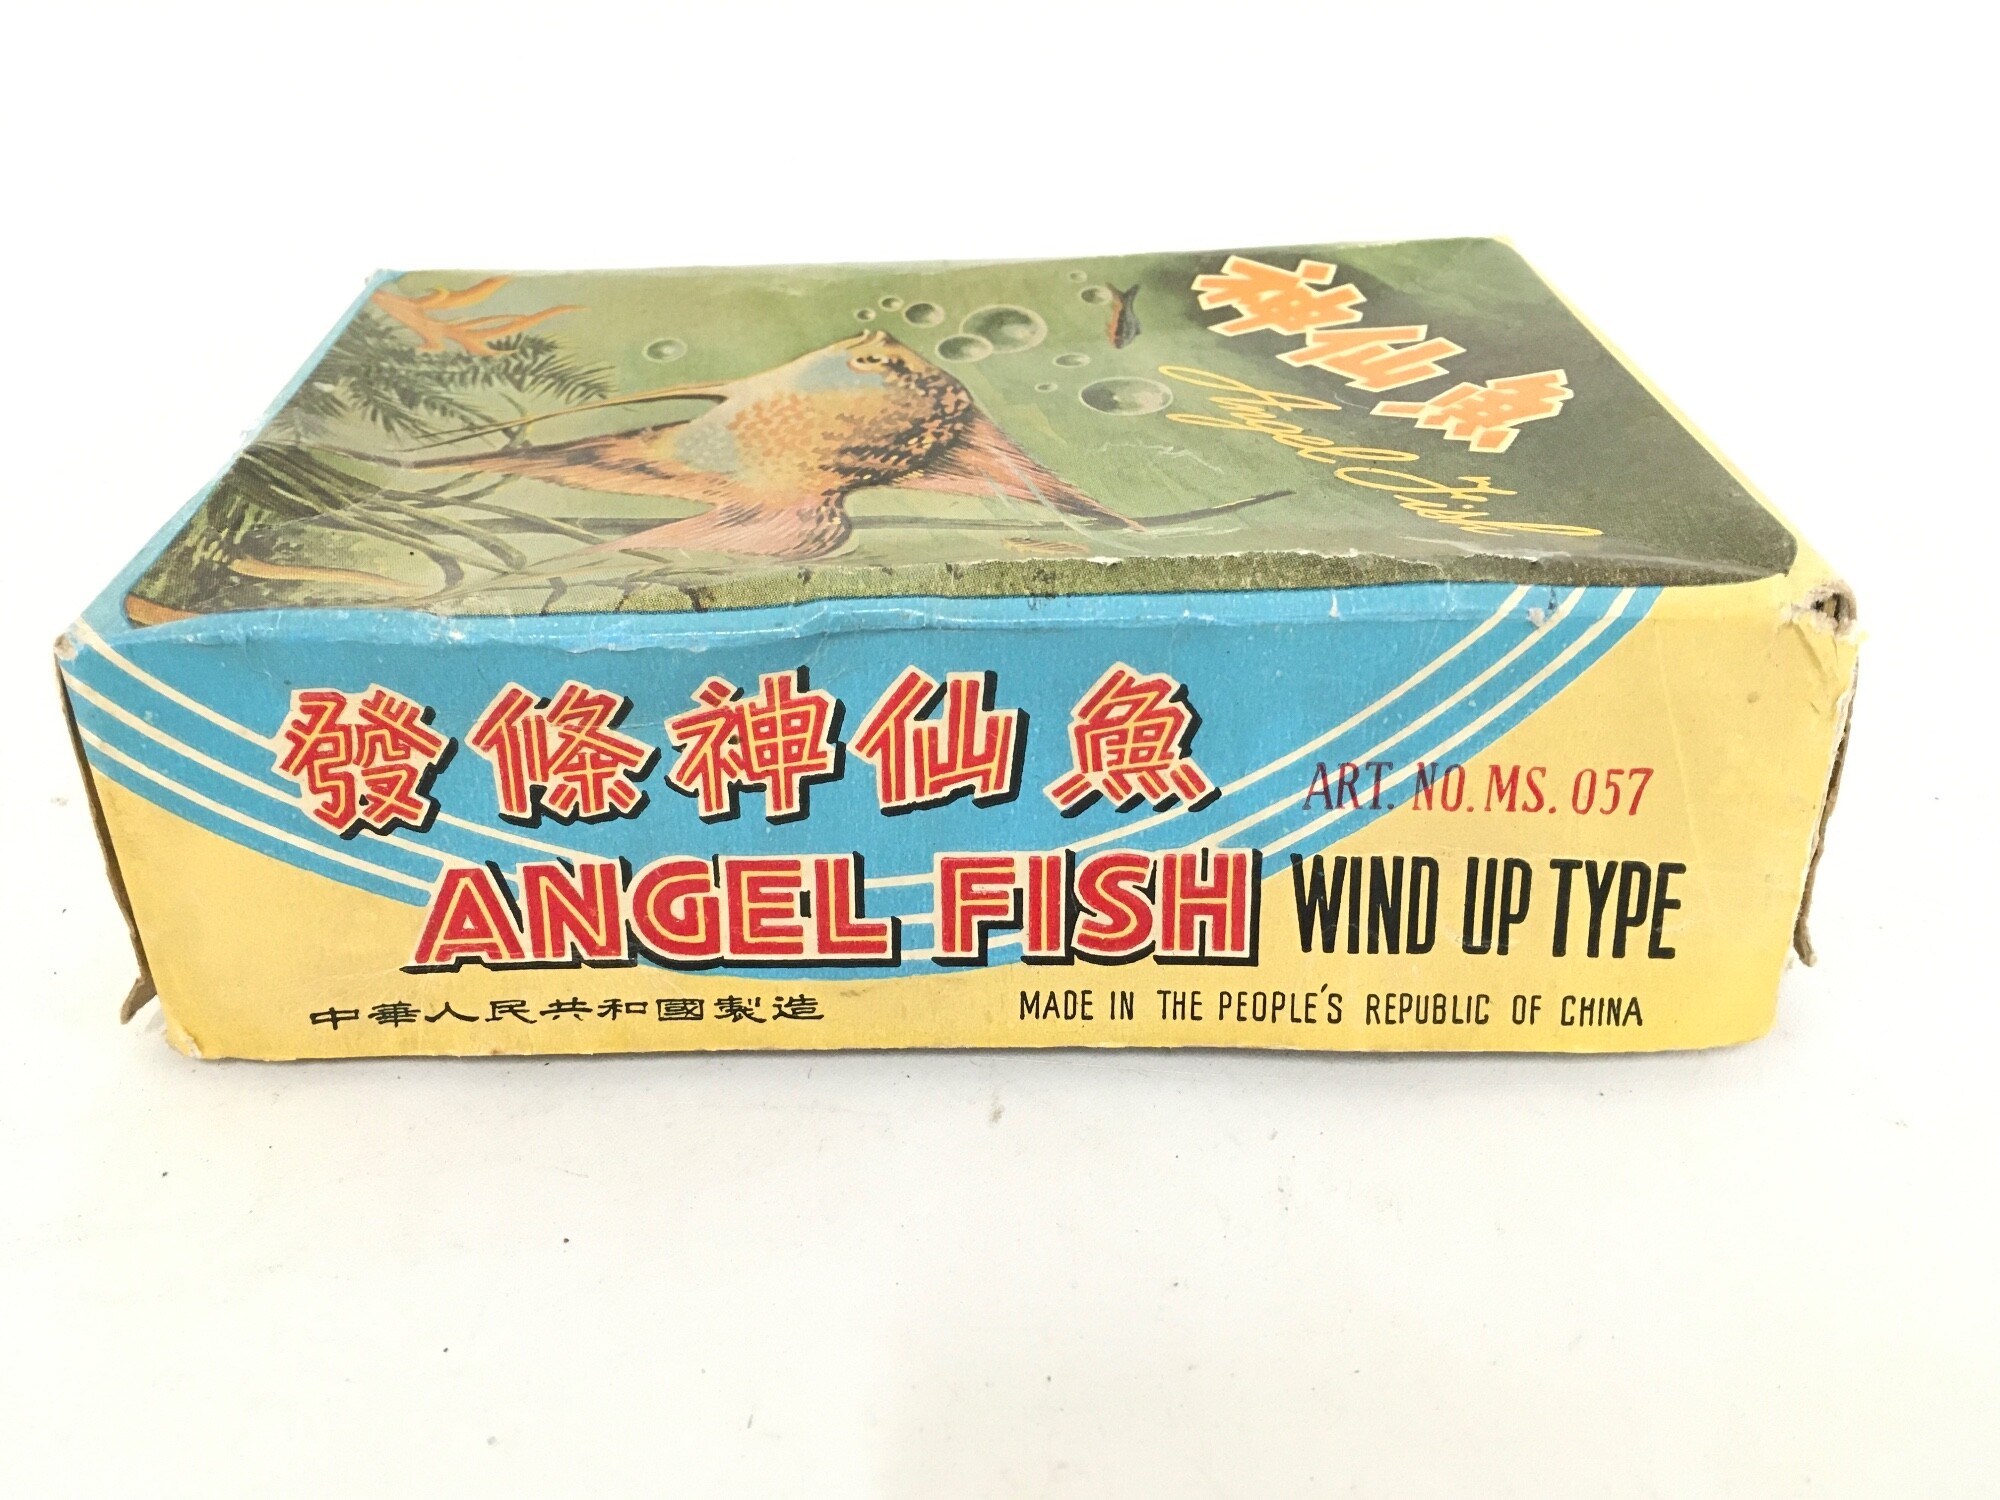 神仙魚
Angel Fish
發條神仙魚
ART. NO. MS. 057
ANGEL FISH WIND UP TYPE
中華人民共和國製造
MADE IN THE PEOPLE'S REPUBLIC OF CHINA